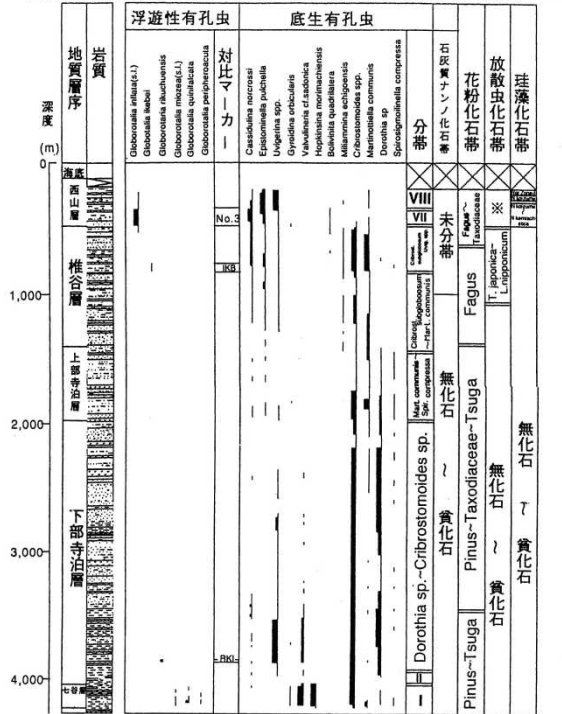 浮遊性有孔虫
底生有孔虫
地質層序
岩質
深度
(m)
Globorotalia inflata(s.l.)
Globotalia ikebei
Globorotaria rikuchuensis
Globorotalia miozea(s.l.)
Globorotalia quinifalcata
Globorotalia peripheroacuta
対比マーカー
Cassidulina norcrossi
Epistominella pulchella
Uvigerina spp.
Gyroidina orbicularis
Valvulineria cf.sadonica
Hopkinsina morimachiensis
Bolivinita quadrilatera
Miliammina echigoensis
Cribrostomoides spp.
Martinottiella communis
Dorothia sp
Spirosigmoilinella compressa
分帯
石灰質ナンノ化石帯
花粉化石帯
放散虫化石帯
珪藻化石帯
0
1,000
2,000
3,000
4,000
海底
西山層
椎谷層
上部寺泊層
下部寺泊層
七谷層
No.3
IKB
RKI
VIII
VII
Cribrost. subglobosum
~Mart. communis
Mart. communis~
Spir. compressa
Dorothia sp.~Cribrostomoides sp.
II
I
未分帯
無化石
~
貧化石
Fagus~
Taxodiaceae
Fagus
Pinus~Taxodiaceae~Tsuga
Pinus~Tsuga
※
T. japonica~
L.nipponicum
無化石
~
貧化石
無化石
~
貧化石